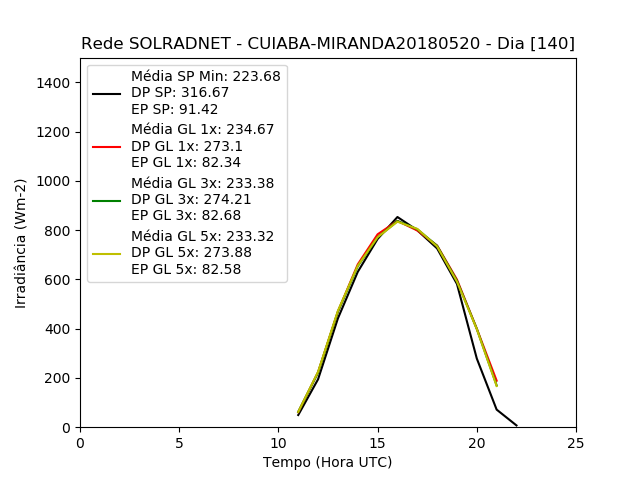 Rede SOLRADNET - CUIABA-MIRANDA20180520 - Dia [140]
Irradiância (Wm-2)
1400
1200
1000
800
600
400
200
0
Média SP Min: 223.68
DP SP: 316.67
EP SP: 91.42
Média GL 1x: 234.67
DP GL 1x: 273.1
EP GL 1x: 82.34
Média GL 3x: 233.38
DP GL 3x: 274.21
EP GL 3x: 82.68
Média GL 5x: 233.32
DP GL 5x: 273.88
EP GL 5x: 82.58
0 5 10 15 20 25
Tempo (Hora UTC)